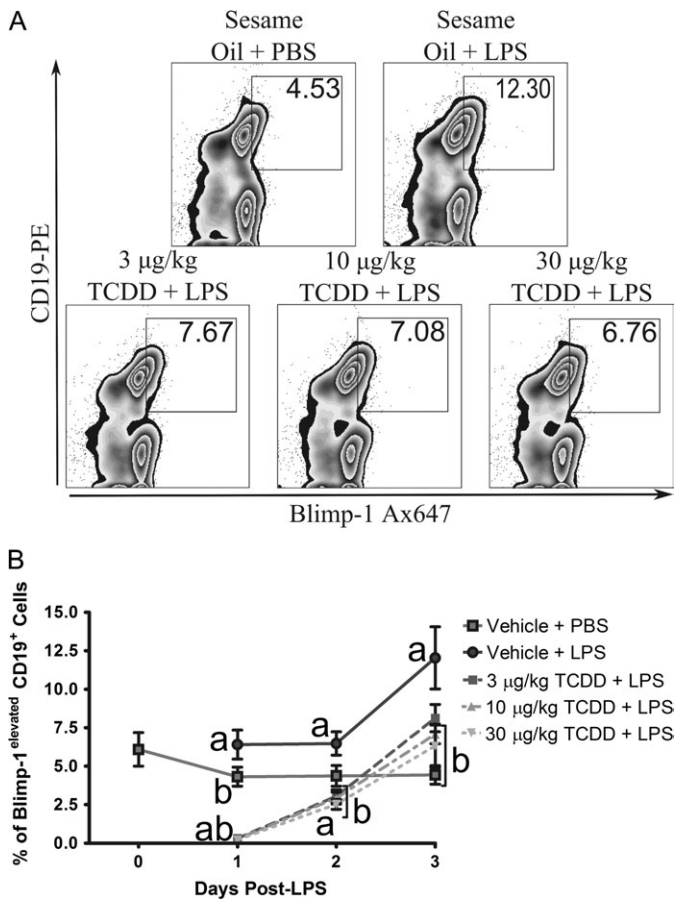 A
Sesame Oil + PBS
Sesame Oil + LPS
4.53
12.30
CD19-PE
3 µg/kg TCDD + LPS
10 µg/kg TCDD + LPS
30 µg/kg TCDD + LPS
7.67
7.08
6.76
Blimp-1 Ax647
B
% of Blimp-1elevated CD19+ Cells
15.0
12.5
10.0
7.5
5.0
2.5
0.0
a
a
a
b
ab
a
b
b
0
1
2
3
Days Post-LPS
Vehicle + PBS
Vehicle + LPS
3 µg/kg TCDD + LPS
10 µg/kg TCDD + LPS
30 µg/kg TCDD + LPS